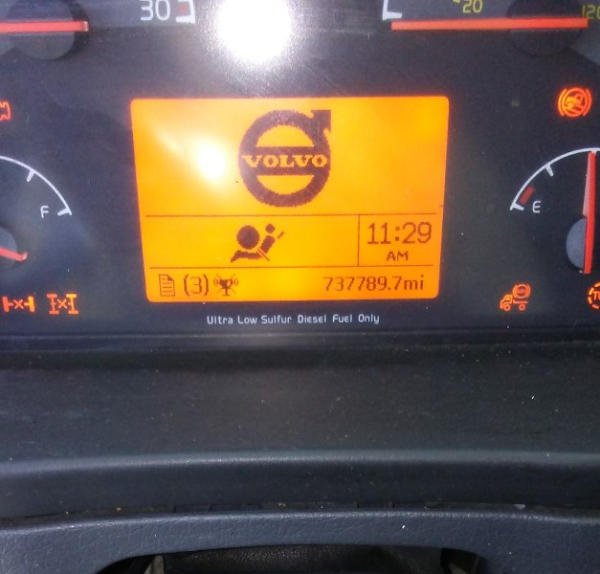 30
20
120
VOLVO
F
E
11:29
AM
(3)
737789.7mi
Ultra Low Sulfur Diesel Fuel Only